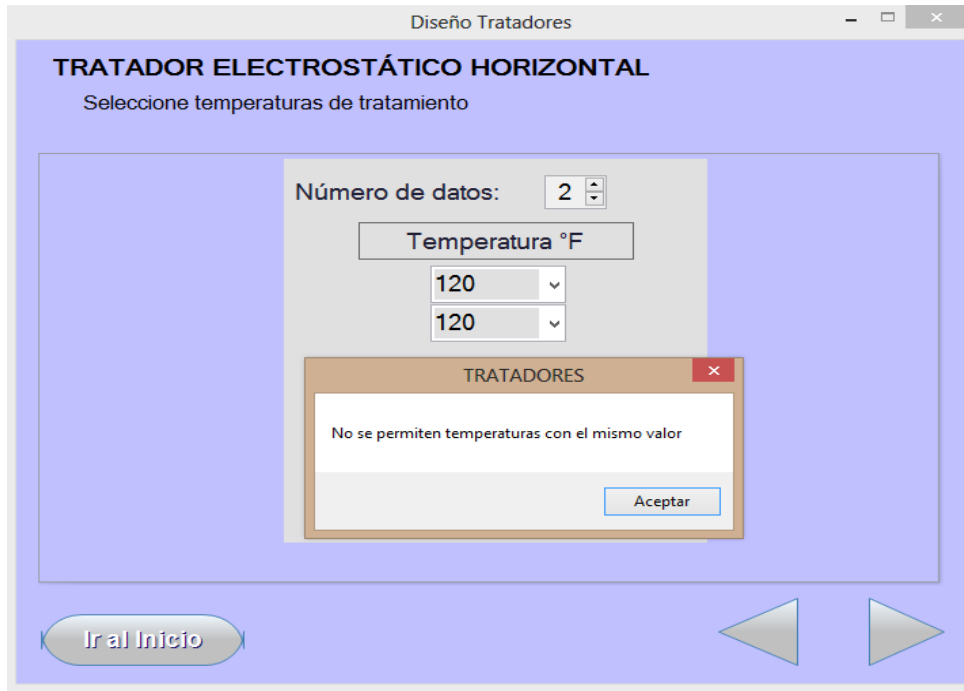 Diseño Tratadores
TRATADOR ELECTROSTÁTICO HORIZONTAL
Seleccione temperaturas de tratamiento
Número de datos: 2
Temperatura °F
120
120
TRATADORES
No se permiten temperaturas con el mismo valor
Aceptar
Ir al Inicio